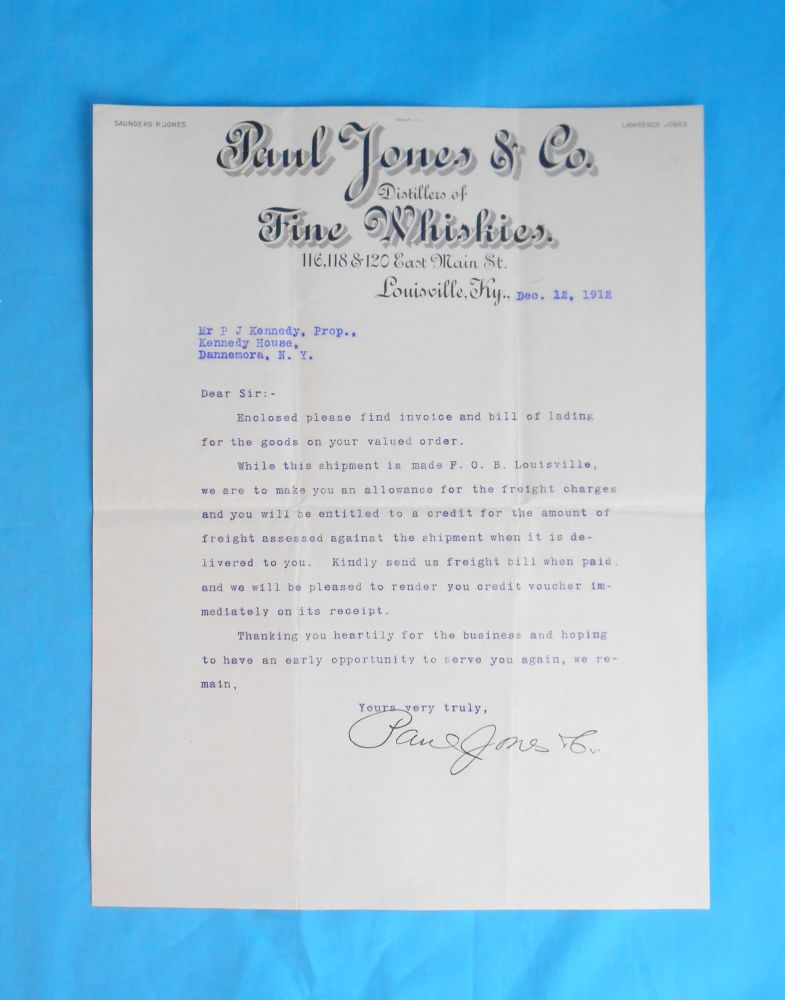 SAUNDERS P. JONES.
LAWRENCE JONES
Paul Jones & Co.
Distillers of
Fine Whiskies.
116, 118 & 120 East Main St.
Louisville, Ky., Dec. 12, 1912
Mr P J Kennedy, Prop.,
Kennedy House,
Dannemora, N. Y.
Dear Sir:-
Enclosed please find invoice and bill of lading
for the goods on your valued order.
While this shipment is made F. O. B. Louisville,
we are to make you an allowance for the freight charges
and you will be entitled to a credit for the amount of
freight assessed against the shipment when it is de-
livered to you. Kindly send us freight bill when paid,
and we will be pleased to render you credit voucher im-
mediately on its receipt.
Thanking you heartily for the business and hoping
to have an early opportunity to serve you again, we re-
main,
Yours very truly,
Paul Jones & Co.